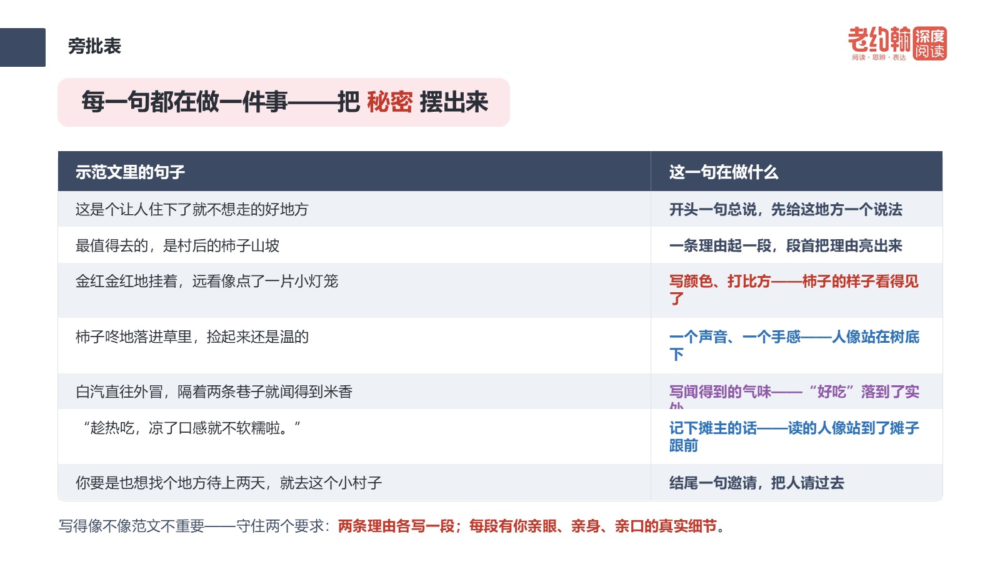 旁批表
老约翰 深度阅读
阅读·思辨·表达
每一句都在做一件事——把 秘密 摆出来
示范文里的句子 这一句在做什么
这是个让人住下了就不想走的好地方 开头一句总说，先给这地方一个说法
最值得去的，是村后的柿子山坡 一条理由起一段，段首把理由亮出来
金红金红地挂着，远看像点了一片小灯笼 写颜色、打比方——柿子的样子看得见
了
柿子咚地落进草里，捡起来还是温的 一个声音、一个手感——人像站在树底
下
白汽直往外冒，隔着两条巷子就闻得到米香 写闻得到的气味——“好吃”落到了实
“趁热吃，凉了口感就不软糯啦。” 记下摊主的话——读的人像站到了摊子
跟前
你要是也想找个地方待上两天，就去这个小村子 结尾一句邀请，把人请过去
写得像不像范文不重要——守住两个要求：两条理由各写一段；每段有你亲眼、亲身、亲口的真实细节。